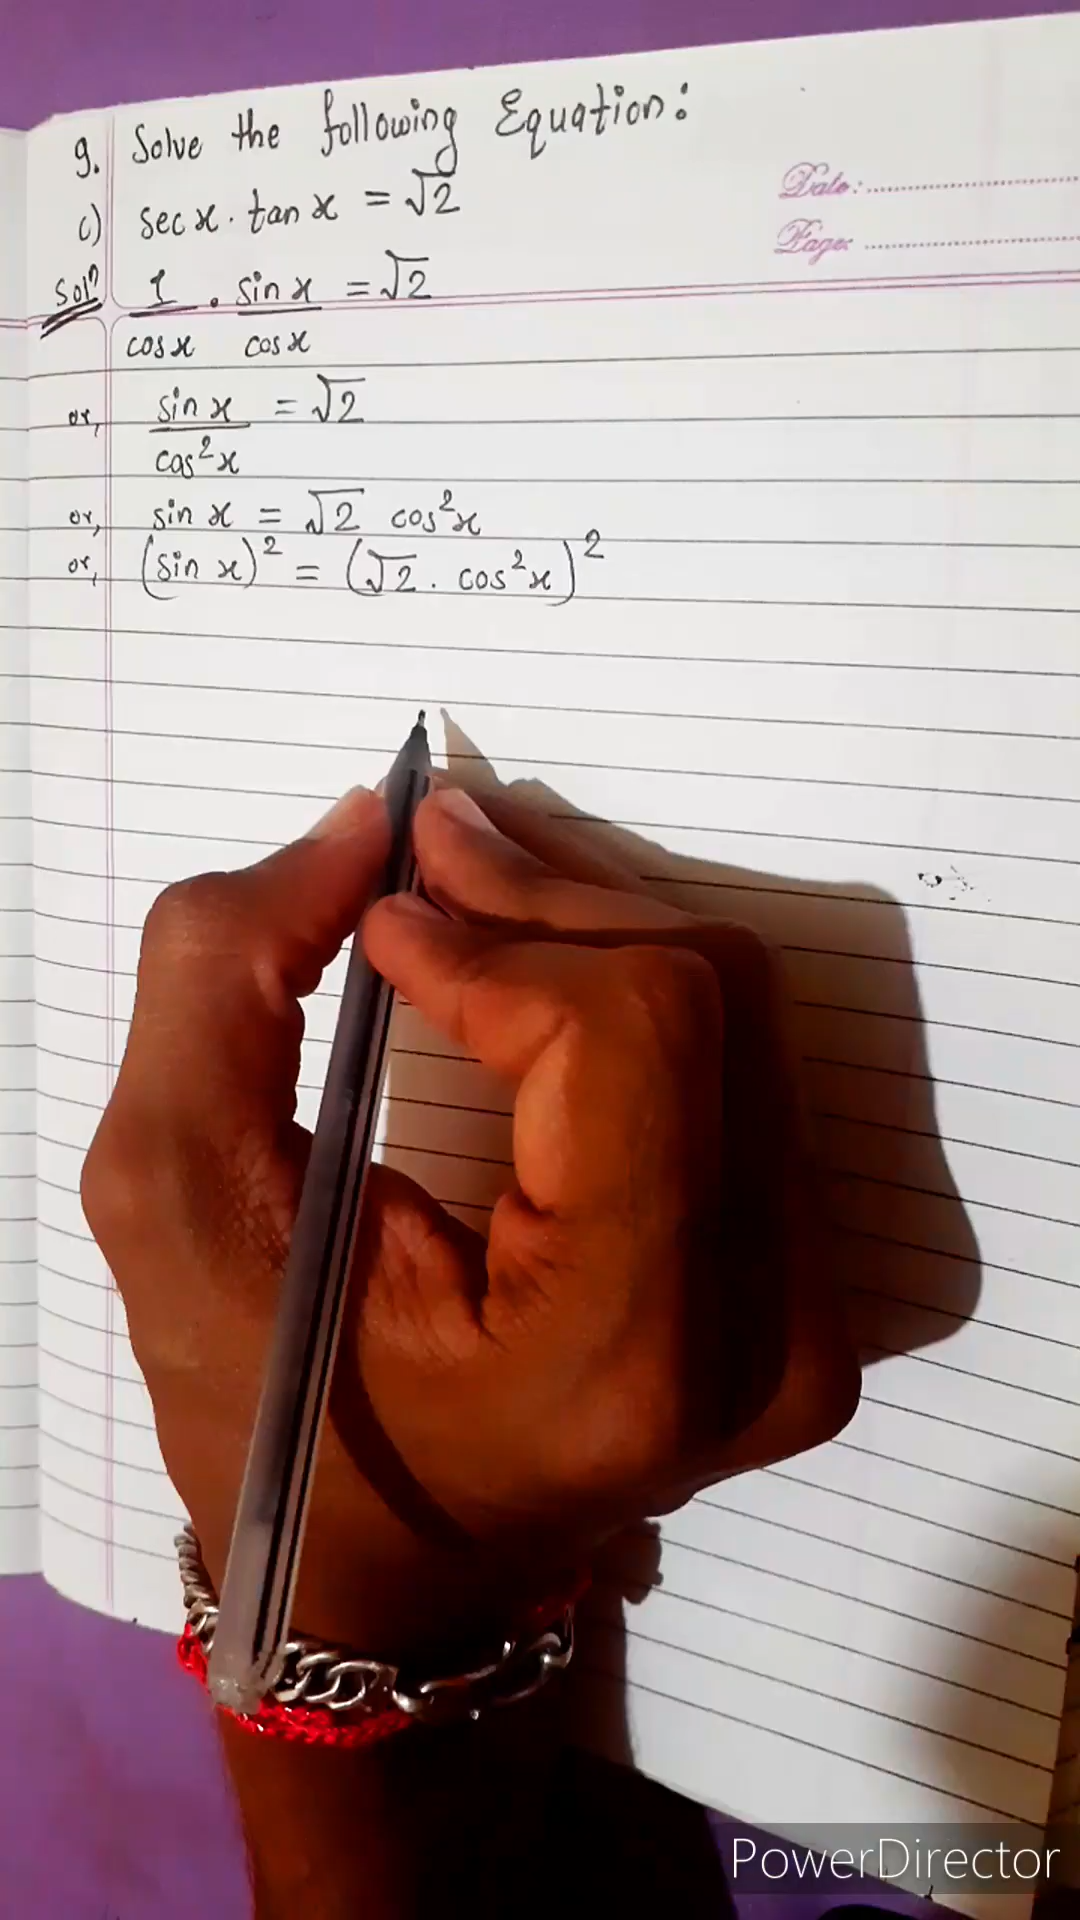 9. Solve the following Equation:
c) sec x . tan x = √2
Date:
Page:
Solⁿ 1/cos x . sin x/cos x = √2
or, sin x/cos²x = √2
or, sin x = √2 cos²x
or, (sin x)² = (√2 . cos²x)²
PowerDirector